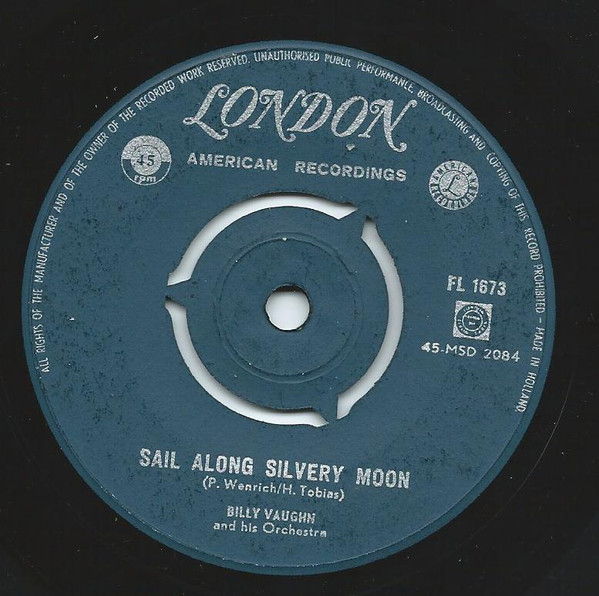 ALL RIGHTS OF THE MANUFACTURER AND OF THE OWNER OF THE RECORDED WORK RESERVED. UNAUTHORISED PUBLIC PERFORMANCE BROADCASTING AND COPYING OF THIS RECORD PROHIBITED - MADE IN HOLLAND
LONDON
AMERICAN RECORDINGS
45
rpm
AMERICAN
L
RECORDINGS
FL 1673
45-MSD 2084
SAIL ALONG SILVERY MOON
(P. Wenrich/H. Tobias)
BILLY VAUGHN
and his Orchestra